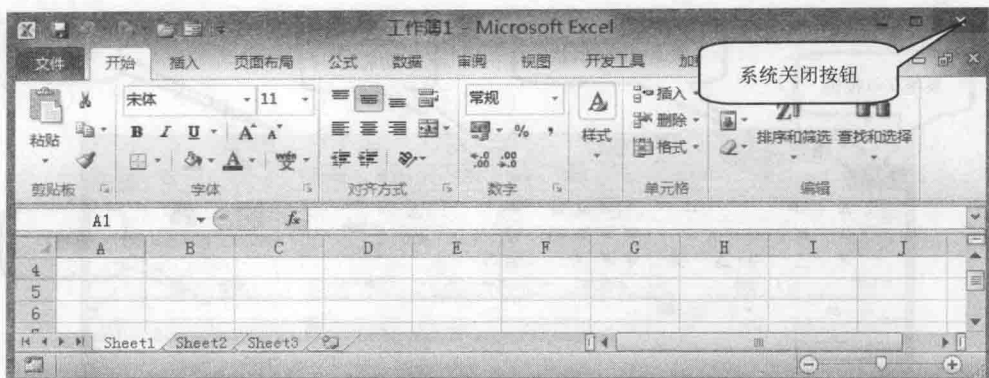 工作簿1 - Microsoft Excel
文件 开始 插入 页面布局 公式 数据 审阅 视图 开发工具
系统关闭按钮
宋体 11 常规 插入
B I U A A % , 删除
粘贴 样式 排序和筛选 查找和选择
A 格式
剪贴板 字体 对齐方式 数字 单元格 编辑
A1 fx
A B C D E F G H I J
4
5
6
Sheet1 Sheet2 Sheet3